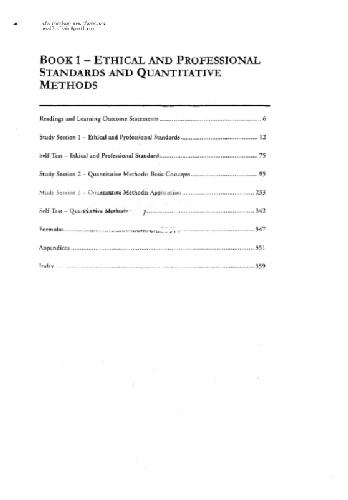 BOOK 1 – ETHICAL AND PROFESSIONAL
STANDARDS AND QUANTITATIVE
METHODS
Readings and Learning Outcome Statements 6
Study Session 1 – Ethical and Professional Standards 12
Self Test – Ethical and Professional Standards 75
Study Session 2 – Quantitative Methods: Basic Concepts 95
Study Session 3 – Quantitative Methods: Application 233
Self Test – Quantitative Methods 342
Formulas 347
Appendices 351
Index 359